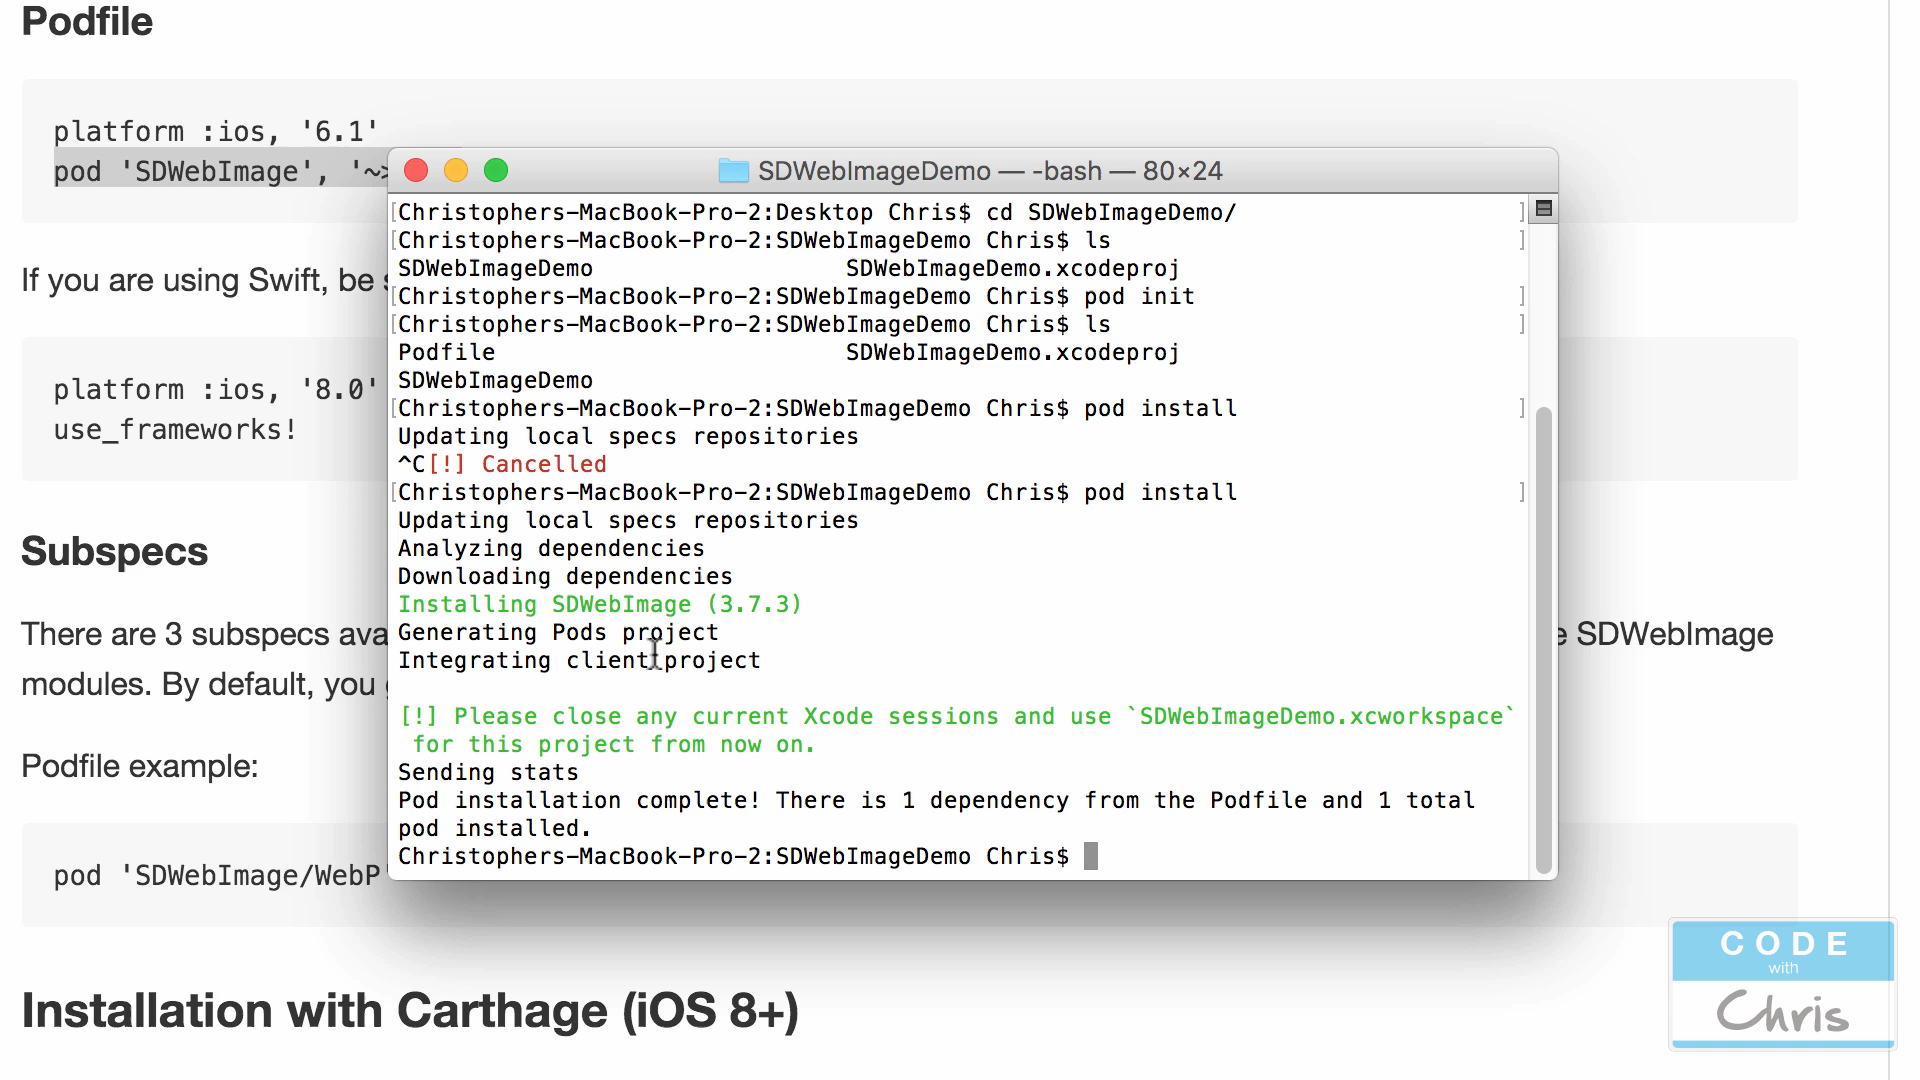 Podfile
platform :ios, '6.1'
pod 'SDWebImage', '~>
SDWebImageDemo — -bash — 80×24
[Christophers-MacBook-Pro-2:Desktop Chris$ cd SDWebImageDemo/ ]
[Christophers-MacBook-Pro-2:SDWebImageDemo Chris$ ls ]
SDWebImageDemo SDWebImageDemo.xcodeproj
[Christophers-MacBook-Pro-2:SDWebImageDemo Chris$ pod init ]
[Christophers-MacBook-Pro-2:SDWebImageDemo Chris$ ls ]
Podfile SDWebImageDemo.xcodeproj
SDWebImageDemo
[Christophers-MacBook-Pro-2:SDWebImageDemo Chris$ pod install ]
Updating local specs repositories
^C[!] Cancelled
[Christophers-MacBook-Pro-2:SDWebImageDemo Chris$ pod install ]
Updating local specs repositories
Analyzing dependencies
Downloading dependencies
Installing SDWebImage (3.7.3)
Generating Pods project
Integrating client project
[!] Please close any current Xcode sessions and use `SDWebImageDemo.xcworkspace`
for this project from now on.
Sending stats
Pod installation complete! There is 1 dependency from the Podfile and 1 total
pod installed.
Christophers-MacBook-Pro-2:SDWebImageDemo Chris$
If you are using Swift, be
platform :ios, '8.0'
use_frameworks!
Subspecs
There are 3 subspecs ava SDWebImage
modules. By default, you
Podfile example:
pod 'SDWebImage/WebP'
Installation with Carthage (iOS 8+)
CODE
with
Chris